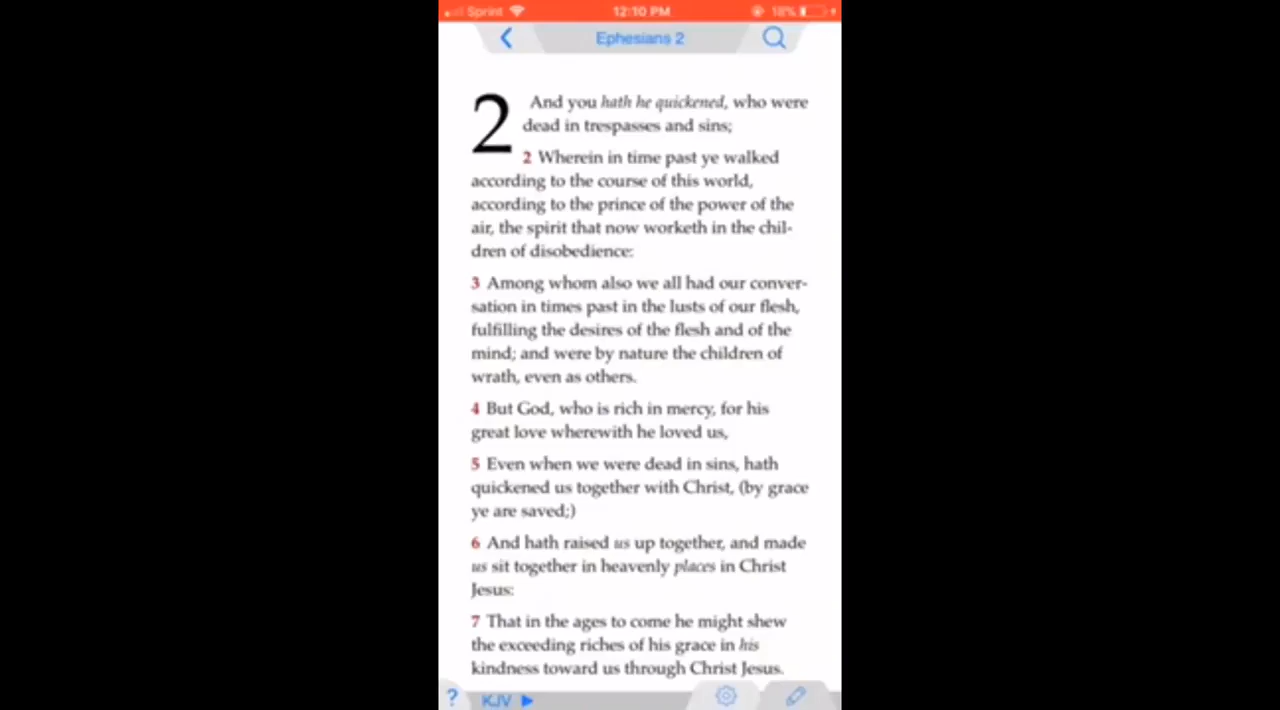 Sprint 12:10 PM 18%
Ephesians 2
2 And you hath he quickened, who were
dead in trespasses and sins;
2 Wherein in time past ye walked
according to the course of this world,
according to the prince of the power of the
air, the spirit that now worketh in the chil-
dren of disobedience:
3 Among whom also we all had our conver-
sation in times past in the lusts of our flesh,
fulfilling the desires of the flesh and of the
mind; and were by nature the children of
wrath, even as others.
4 But God, who is rich in mercy, for his
great love wherewith he loved us,
5 Even when we were dead in sins, hath
quickened us together with Christ, (by grace
ye are saved;)
6 And hath raised us up together, and made
us sit together in heavenly places in Christ
Jesus:
7 That in the ages to come he might shew
the exceeding riches of his grace in his
kindness toward us through Christ Jesus.
? KJV